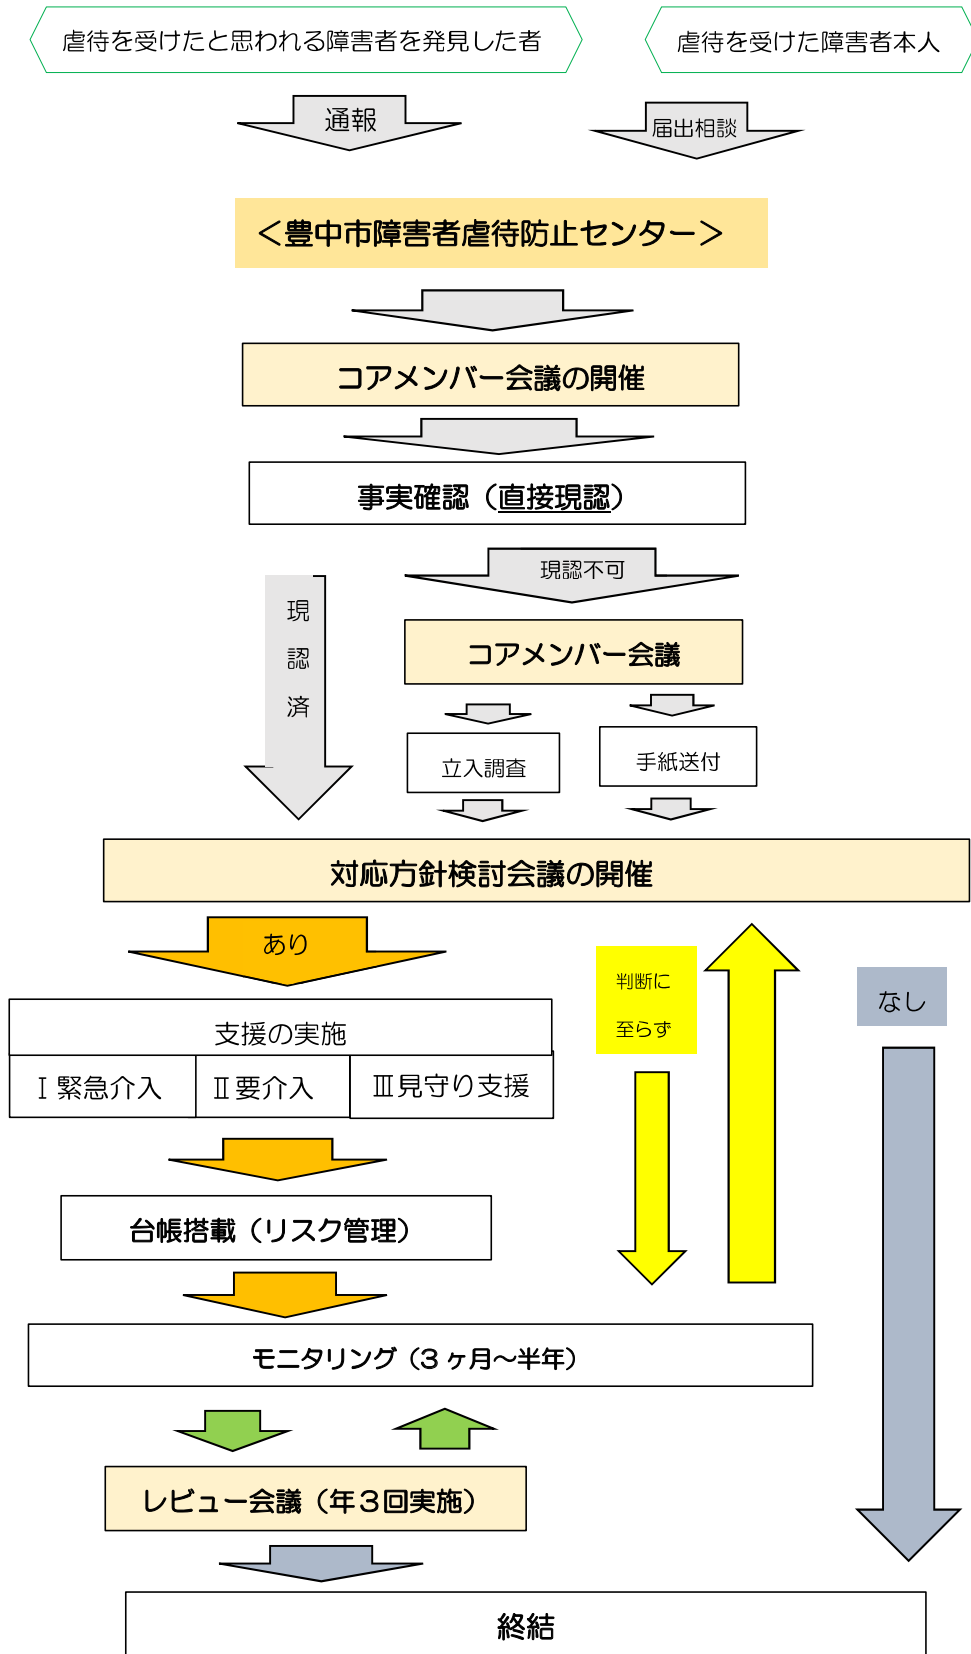 虐待を受けたと思われる障害者を発見した者
虐待を受けた障害者本人
通報
届出相談
＜豊中市障害者虐待防止センター＞
コアメンバー会議の開催
事実確認（直接現認）
現認不可
現
認
済
コアメンバー会議
立入調査
手紙送付
対応方針検討会議の開催
あり
判断に
至らず
なし
支援の実施
Ⅰ緊急介入
Ⅱ要介入
Ⅲ見守り支援
台帳搭載（リスク管理）
モニタリング（３ヶ月～半年）
レビュー会議（年３回実施）
終結